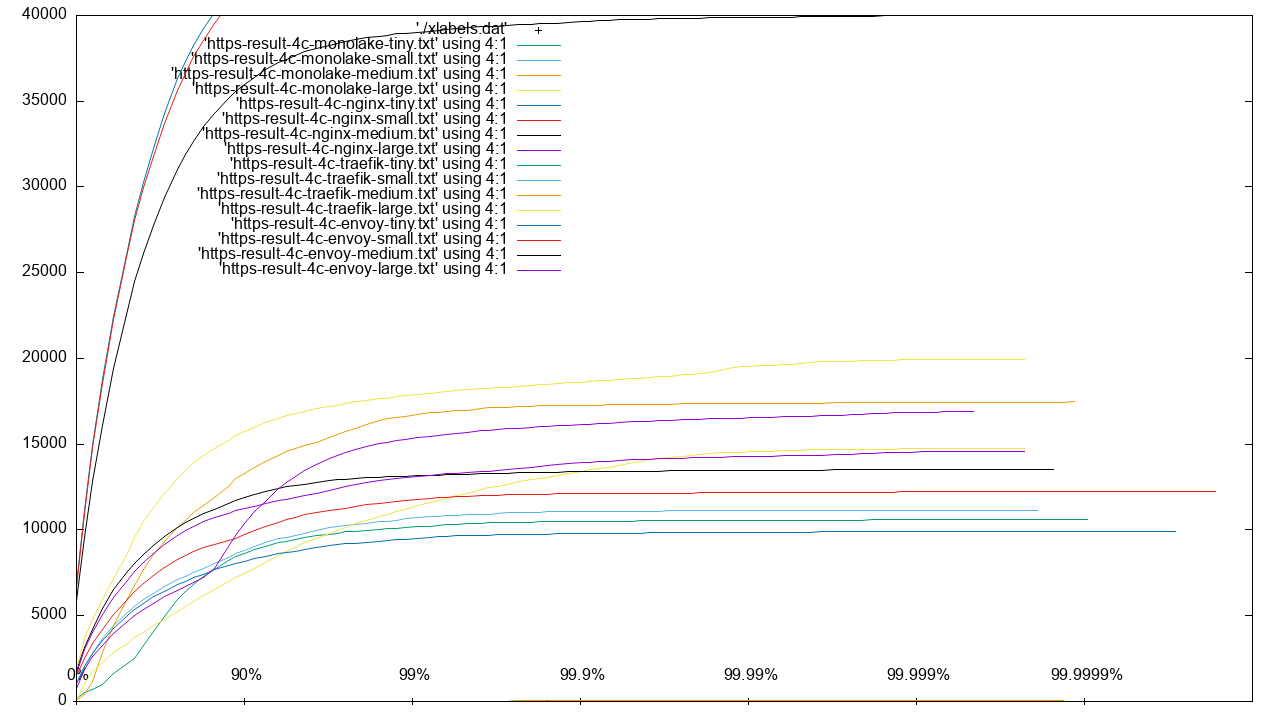 40000
'./xlabels.dat'
'https-result-4c-monolake-tiny.txt' using 4:1
'https-result-4c-monolake-small.txt' using 4:1
'https-result-4c-monolake-medium.txt' using 4:1
'https-result-4c-monolake-large.txt' using 4:1
'https-result-4c-nginx-tiny.txt' using 4:1
'https-result-4c-nginx-small.txt' using 4:1
'https-result-4c-nginx-medium.txt' using 4:1
'https-result-4c-nginx-large.txt' using 4:1
'https-result-4c-traefik-tiny.txt' using 4:1
'https-result-4c-traefik-small.txt' using 4:1
'https-result-4c-traefik-medium.txt' using 4:1
'https-result-4c-traefik-large.txt' using 4:1
'https-result-4c-envoy-tiny.txt' using 4:1
'https-result-4c-envoy-small.txt' using 4:1
'https-result-4c-envoy-medium.txt' using 4:1
'https-result-4c-envoy-large.txt' using 4:1
35000
30000
25000
20000
15000
10000
5000
0
0% 90% 99% 99.9% 99.99% 99.999% 99.9999%